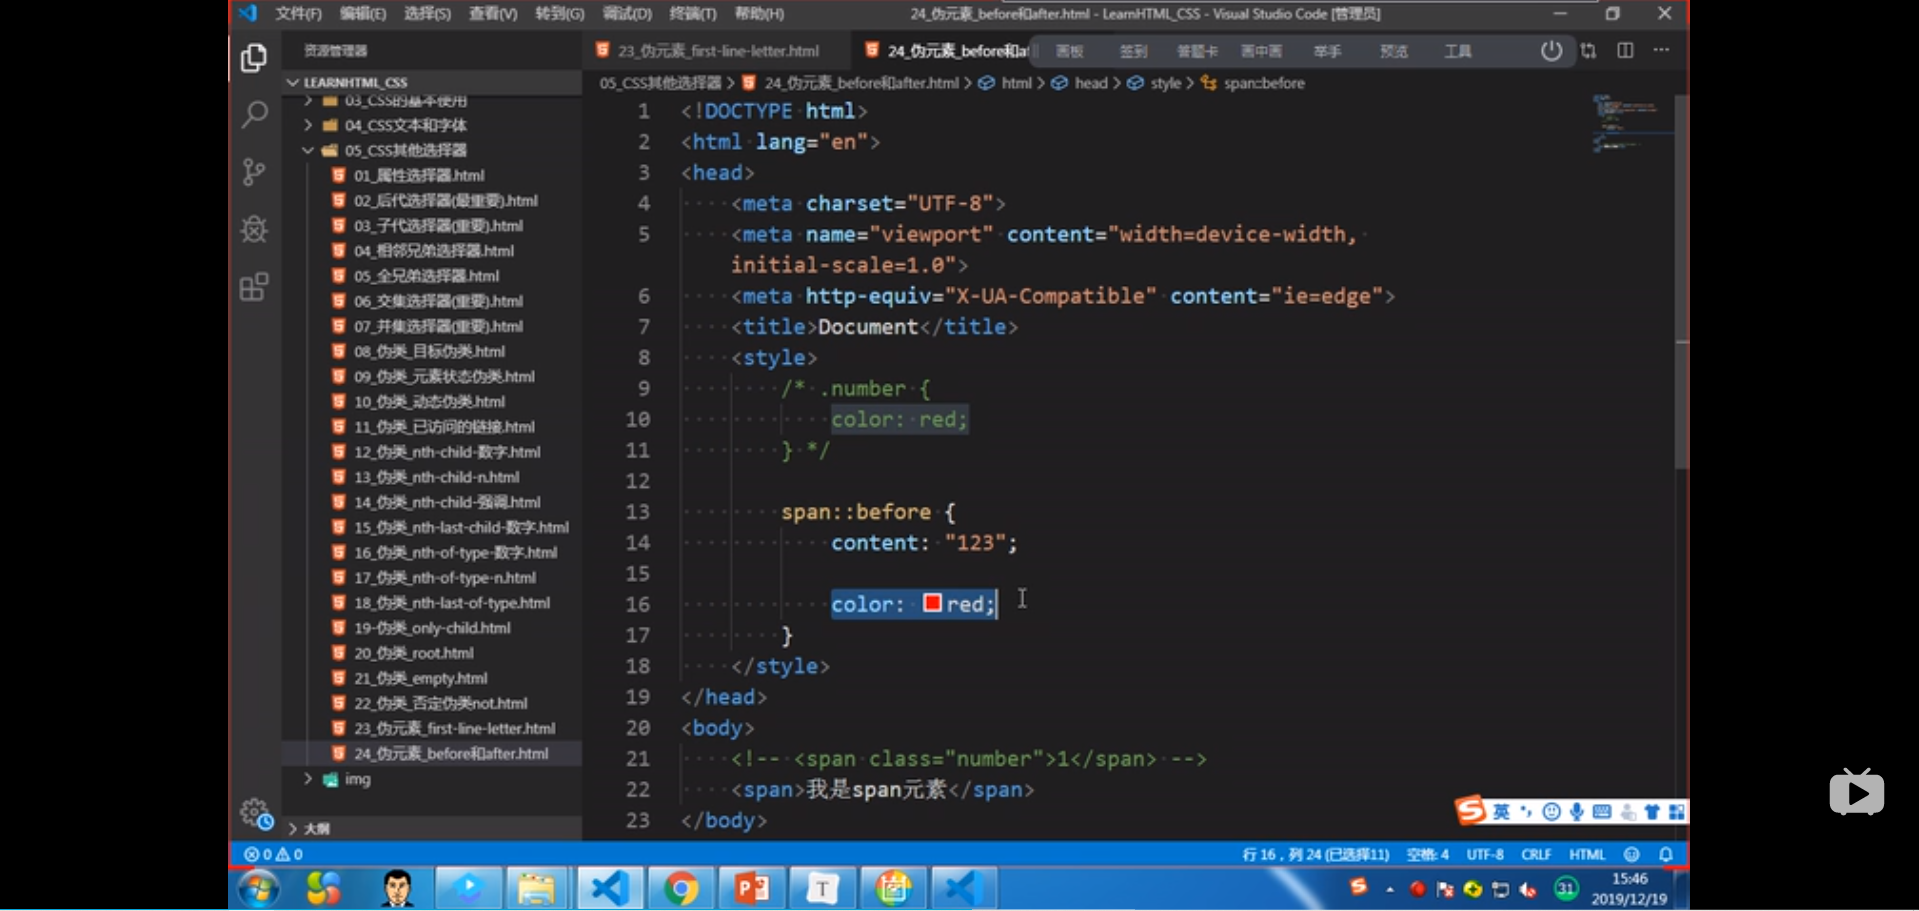 文件(F) 编辑(E) 选择(S) 查看(V) 转到(G) 调试(D) 终端(T) 帮助(H) 24_伪元素_before和after.html - LearnHTML_CSS - Visual Studio Code [管理员]
资源管理器
23_伪元素_first-line-letter.html
24_伪元素_before和af
画板 签到 答题卡 画中画 举手 预览 工具
LEARNHTML_CSS
03_CSS的基本使用
04_CSS文本和字体
05_CSS其他选择器
01_属性选择器.html
02_后代选择器(最重要).html
03_子代选择器(重要).html
04_相邻兄弟选择器.html
05_全兄弟选择器.html
06_交集选择器(重要).html
07_并集选择器(重要).html
08_伪类_目标伪类.html
09_伪类_元素状态伪类.html
10_伪类_动态伪类.html
11_伪类_已访问的链接.html
12_伪类_nth-child-数字.html
13_伪类_nth-child-n.html
14_伪类_nth-child-强调.html
15_伪类_nth-last-child-数字.html
16_伪类_nth-of-type-数字.html
17_伪类_nth-of-type-n.html
18_伪类_nth-last-of-type.html
19-伪类_only-child.html
20_伪类_root.html
21_伪类_empty.html
22_伪类_否定伪类not.html
23_伪元素_first-line-letter.html
24_伪元素_before和after.html
img
大纲
05_CSS其他选择器 > 24_伪元素_before和after.html > html > head > style > span::before
1 <!DOCTYPE html>
2 <html lang="en">
3 <head>
4 <meta charset="UTF-8">
5 <meta name="viewport" content="width=device-width,
initial-scale=1.0">
6 <meta http-equiv="X-UA-Compatible" content="ie=edge">
7 <title>Document</title>
8 <style>
9 /* .number {
10 color: red;
11 } */
12
13 span::before {
14 content: "123";
15
16 color: red;
17 }
18 </style>
19 </head>
20 <body>
21 <!-- <span class="number">1</span> -->
22 <span>我是span元素</span>
23 </body>
英
0 0
行 16，列 24 (已选择11) 空格: 4 UTF-8 CRLF HTML
31
15:46
2019/12/19